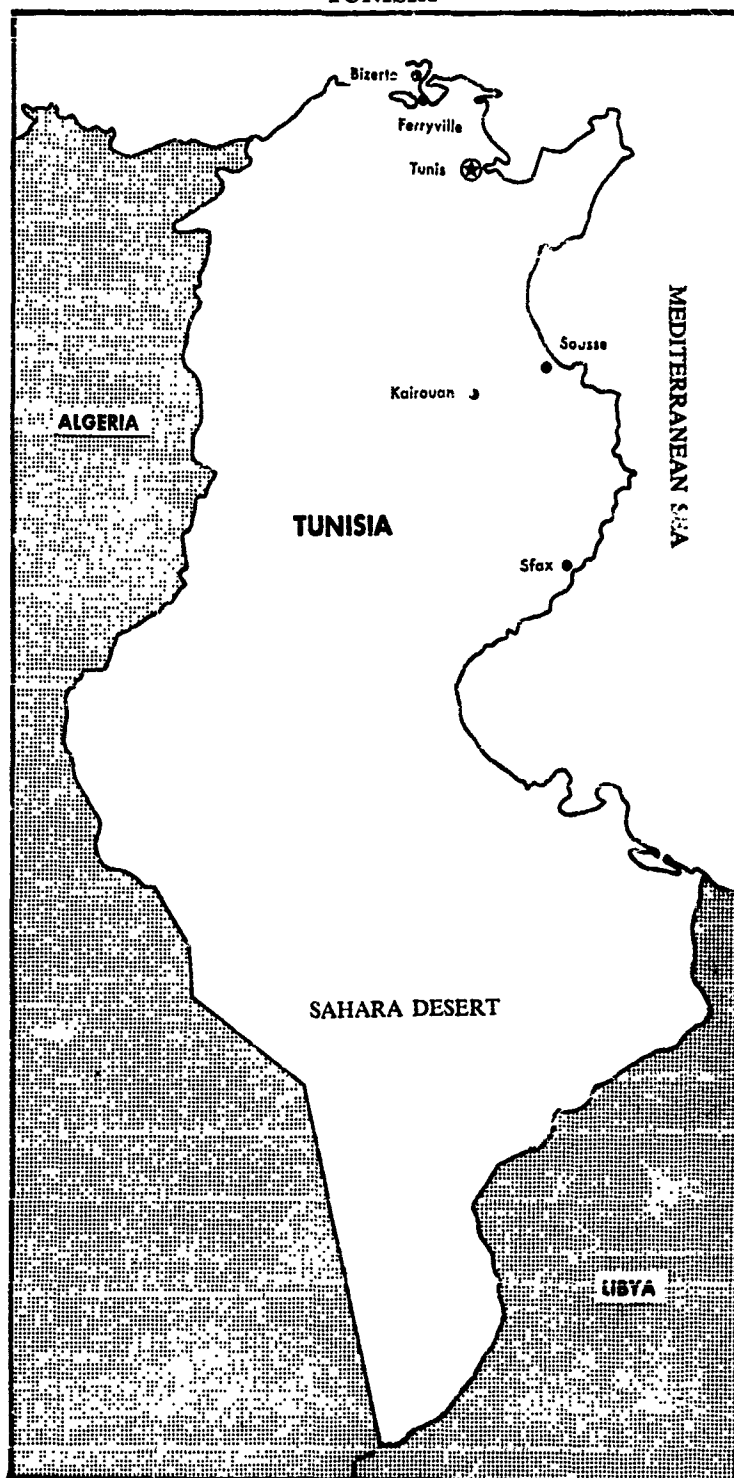 Bizerte
Ferryville
Tunis
MEDITERRANEAN SEA
Sousse
Kairouan
ALGERIA
TUNISIA
Sfax
SAHARA DESERT
LIBYA